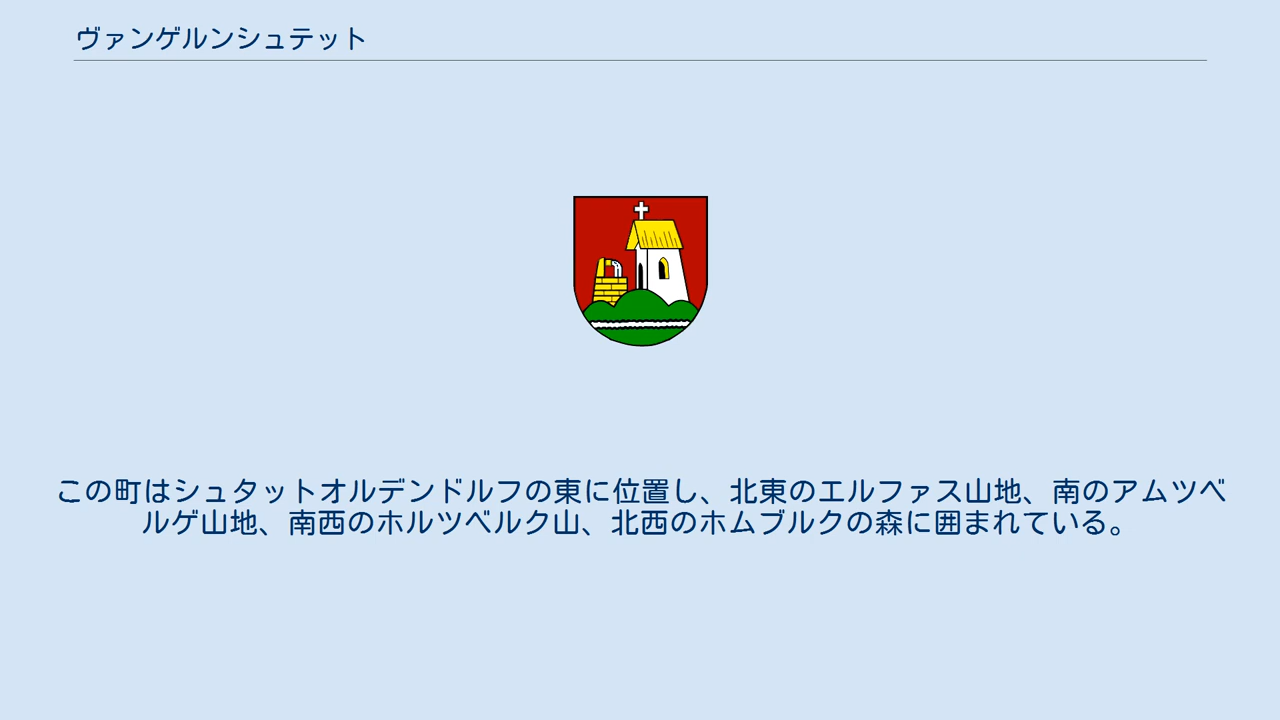 ヴァンゲルンシュテット
この町はシュタットオルデンドルフの東に位置し、北東のエルファス山地、南のアムツベ
ルゲ山地、南西のホルツベルク山、北西のホムブルクの森に囲まれている。